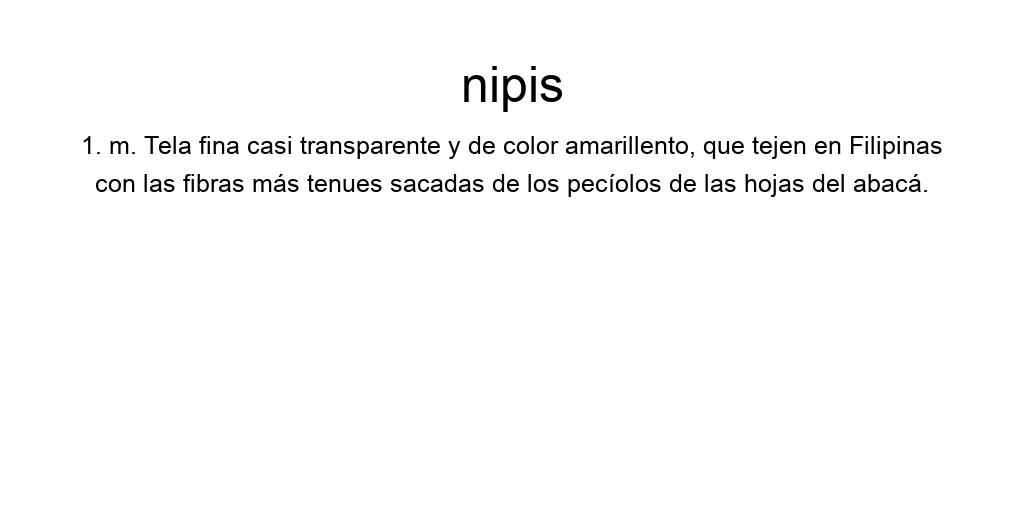 nipis
1. m. Tela fina casi transparente y de color amarillento, que tejen en Filipinas
con las fibras más tenues sacadas de los pecíolos de las hojas del abacá.